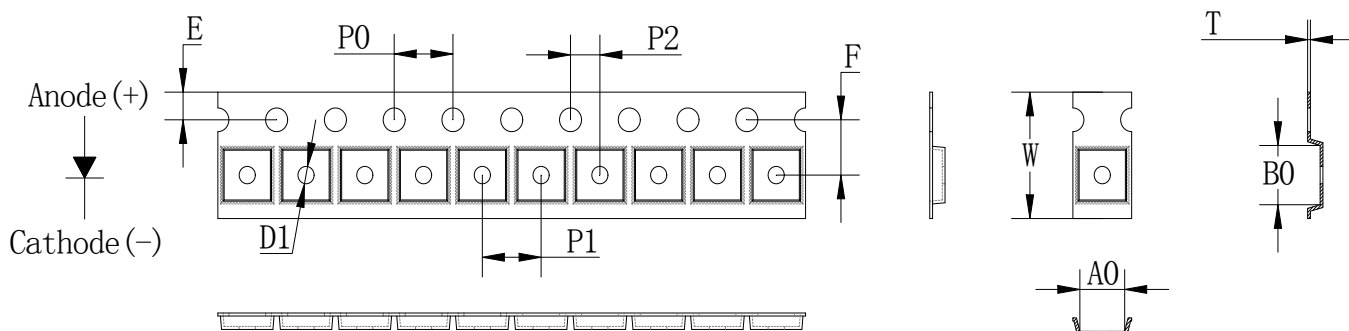 E
P0
P2
F
T
Anode(+)
W
B0
Cathode(-)
D1
P1
A0